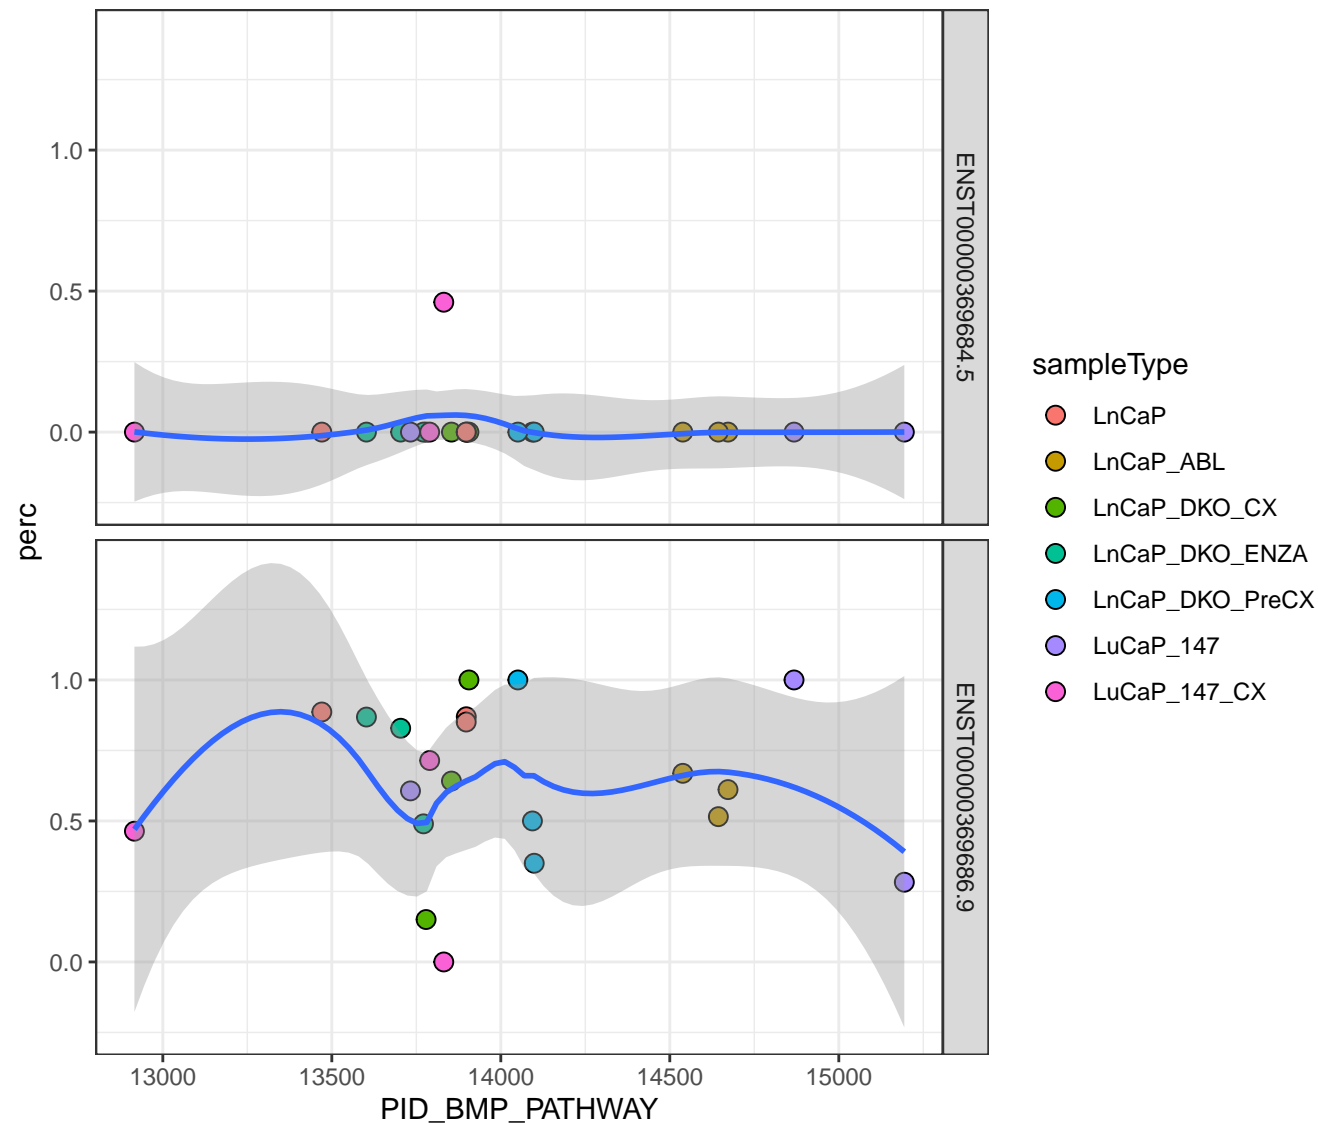 1.0
0.5
0.0
ENST00000369684.5
1.0
0.5
0.0
ENST00000369686.9
perc
13000
13500
14000
14500
15000
PID_BMP_PATHWAY
sampleType
LnCaP
LnCaP_ABL
LnCaP_DKO_CX
LnCaP_DKO_ENZA
LnCaP_DKO_PreCX
LuCaP_147
LuCaP_147_CX